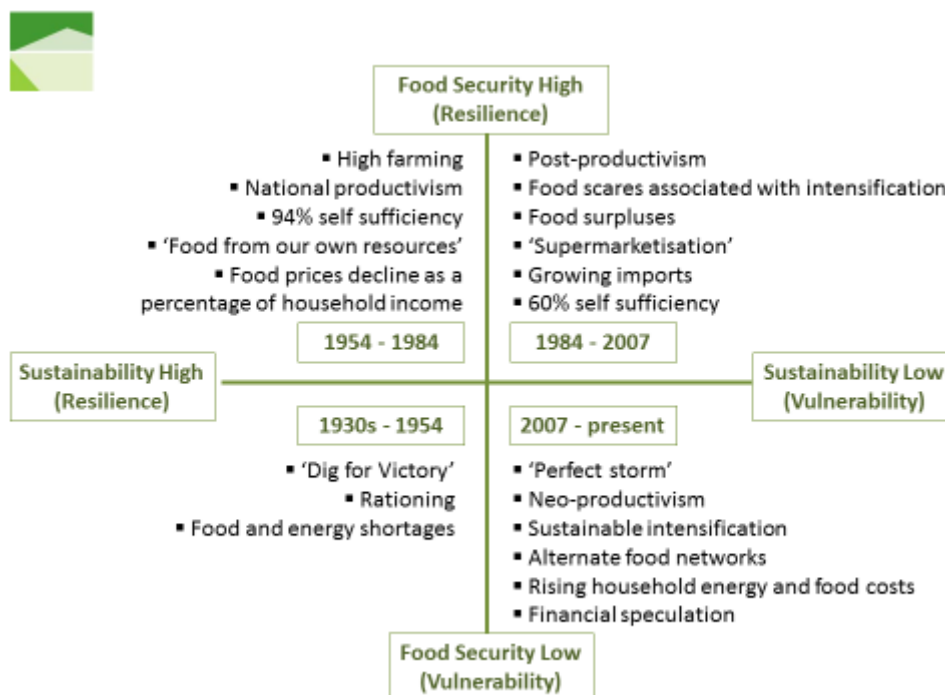 Food Security High
(Resilience)
▪ High farming
▪ National productivism
▪ 94% self sufficiency
▪ 'Food from our own resources'
▪ Food prices decline as a
percentage of household income
1954 - 1984
▪ Post-productivism
▪ Food scares associated with intensification
▪ Food surpluses
▪ 'Supermarketisation'
▪ Growing imports
▪ 60% self sufficiency
1984 - 2007
Sustainability High
(Resilience)
Sustainability Low
(Vulnerability)
1930s - 1954
▪ 'Dig for Victory'
▪ Rationing
▪ Food and energy shortages
2007 - present
▪ 'Perfect storm'
▪ Neo-productivism
▪ Sustainable intensification
▪ Alternate food networks
▪ Rising household energy and food costs
▪ Financial speculation
Food Security Low
(Vulnerability)